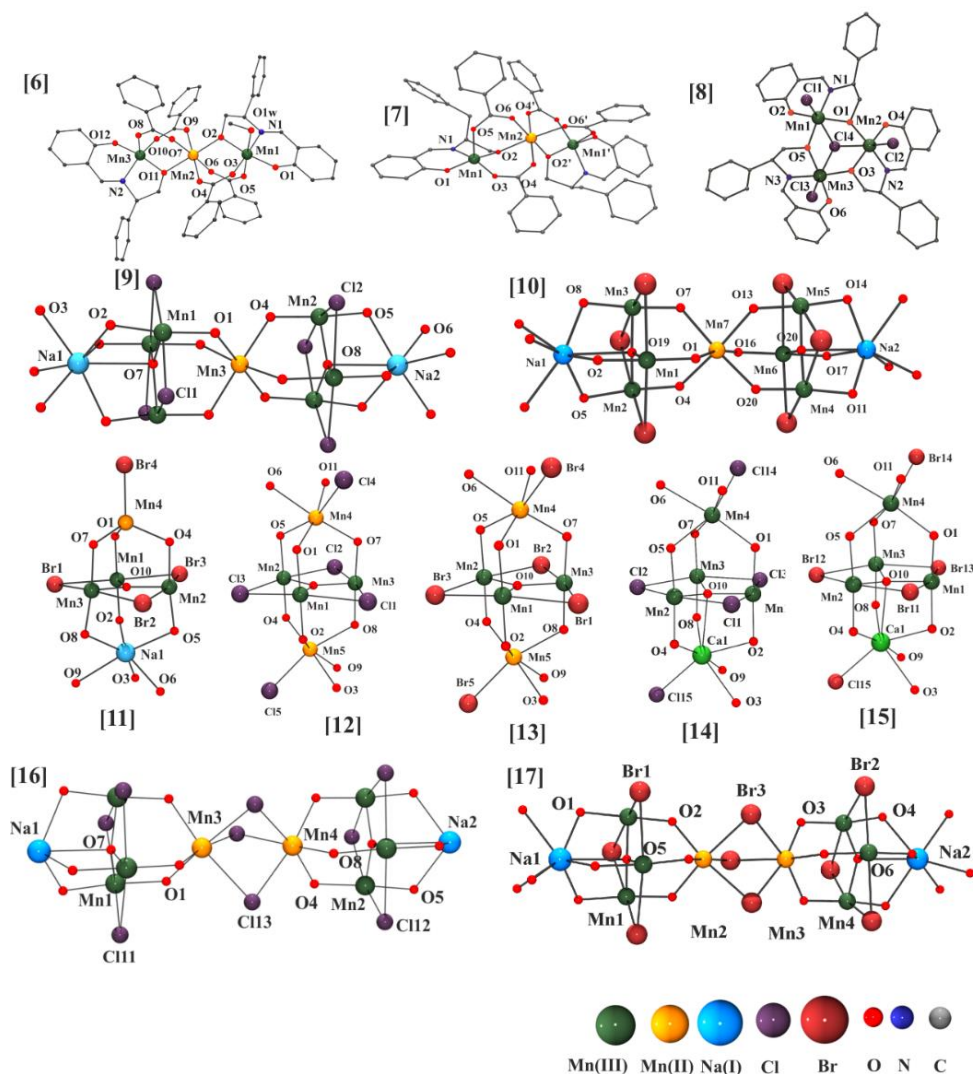 [6]
O8
O9
O12
Mn3
O10
O7
Mn2
N2
O11
O2
O1w
N1
Mn1
O6
O3
O4
O5
O1
[7]
O6
O4'
N1
O5
Mn2
O6'
Mn1'
O2
O2'
O1
Mn1
O3
O4
[8]
Cl1
N1
O2
Mn1
O1
Mn2
O4
Cl4
O5
Cl2
O3
N3
Cl3
Mn3
N2
O6
[9]
O3
O2
Mn1
O1
O4
Mn2
Cl2
O5
O6
Na1
O7
Mn3
O8
Na2
Cl1
[10]
O8
Mn3
O7
O13
Mn5
O14
Mn7
Na1
O19
O1
O16
O20
Na2
O2
Mn1
Mn6
O17
O5
Mn2
O4
O20
Mn4
O11
Br4
Mn4
O1
O7
O4
Mn1
Br1
O10
Br3
Mn3
Mn2
Br2
O2
O8
O5
Na1
O9
O3
O6
[11]
O6
O11
Cl4
Mn4
O5
O1
O7
Mn2
Cl2
Cl3
O10
Mn3
Mn1
Cl1
O4
O2
O8
Mn5
O9
Cl5
O3
[12]
O6
O11
Br4
Mn4
O5
O1
O7
Mn2
Br2
Br3
O10
Mn3
Mn1
Br1
O4
O2
O8
Mn5
O9
Br5
O3
[13]
Cl14
O6
O11
Mn4
O7
O5
O1
Mn3
Cl2
O10
Cl3
Mn2
Cl1
Mn1
O8
O4
Ca1
O2
O9
Cl15
O3
[14]
Br14
O11
O6
Mn4
O7
O5
O1
Mn3
Br12
O10
Br13
Mn2
Br11
Mn1
O8
O4
Ca1
O2
O9
Cl15
O3
[15]
[16]
Na1
O7
Mn3
Mn4
O8
Na2
Mn1
O1
Cl13
O4
Mn2
O5
Cl11
Cl12
[17]
Br1
Br3
Br2
O1
O2
O3
O4
Na1
O5
O6
Na2
Mn1
Mn2
Mn3
Mn4
Mn(III) Mn(II) Na(I) Cl Br O N C